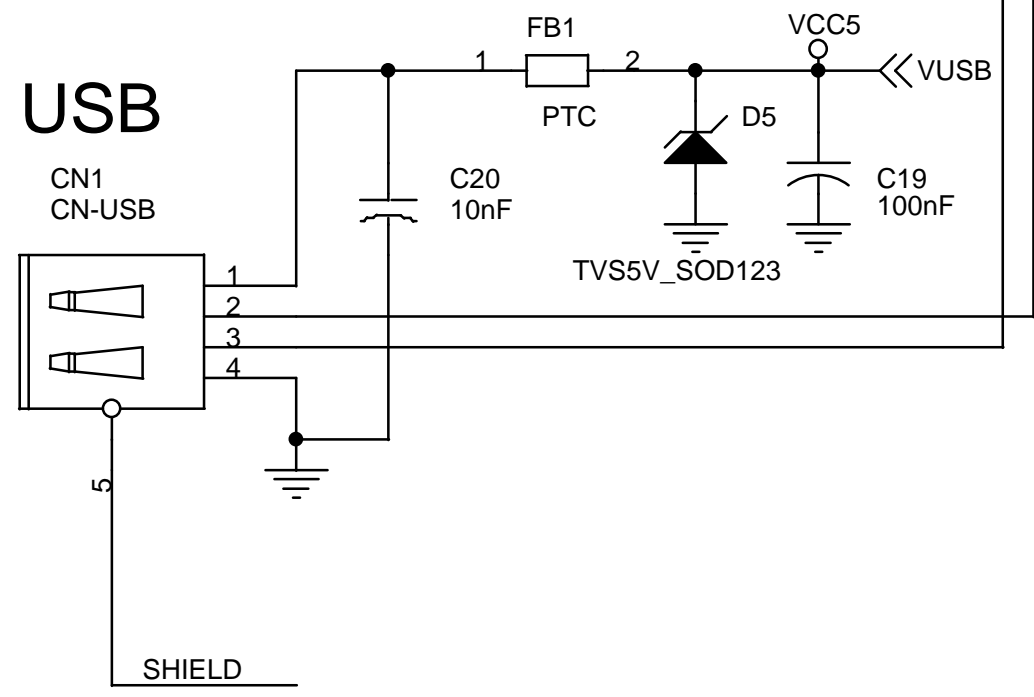 FB1
VCC5
1
2
VUSB
USB
PTC
D5
CN1
CN-USB
C20
10nF
C19
100nF
TVS5V_SOD123
1
2
3
4
5
SHIELD